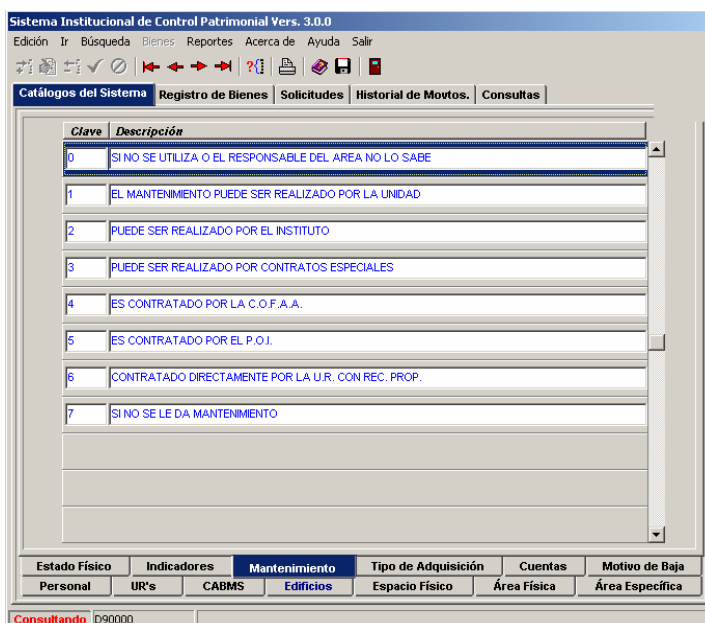 Sistema Institucional de Control Patrimonial Vers. 3.0.0
Edición Ir Búsqueda Bienes Reportes Acerca de Ayuda Salir
Catálogos del Sistema Registro de Bienes Solicitudes Historial de Movtos. Consultas
Clave Descripción
0 SI NO SE UTILIZA O EL RESPONSABLE DEL AREA NO LO SABE
1 EL MANTENIMIENTO PUEDE SER REALIZADO POR LA UNIDAD
2 PUEDE SER REALIZADO POR EL INSTITUTO
3 PUEDE SER REALIZADO POR CONTRATOS ESPECIALES
4 ES CONTRATADO POR LA C.O.F.A.A.
5 ES CONTRATADO POR EL P.O.I.
6 CONTRATADO DIRECTAMENTE POR LA U.R. CON REC. PROP.
7 SI NO SE LE DA MANTENIMIENTO
Estado Físico Indicadores Mantenimiento Tipo de Adquisición Cuentas Motivo de Baja
Personal UR's CABMS Edificios Espacio Físico Área Física Área Específica
Consultando D90000